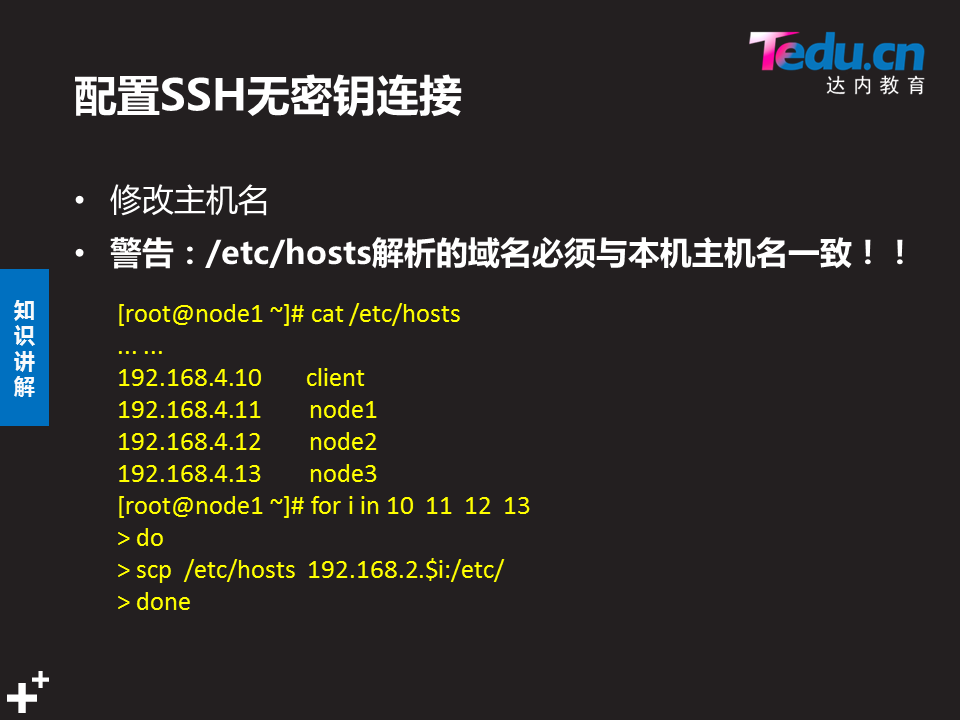 Tedu.cn
达内教育
配置SSH无密钥连接
• 修改主机名
• 警告：/etc/hosts解析的域名必须与本机主机名一致！！
知识讲解
[root@node1 ~]# cat /etc/hosts
... ...
192.168.4.10 client
192.168.4.11 node1
192.168.4.12 node2
192.168.4.13 node3
[root@node1 ~]# for i in 10 11 12 13
> do
> scp /etc/hosts 192.168.2.$i:/etc/
> done